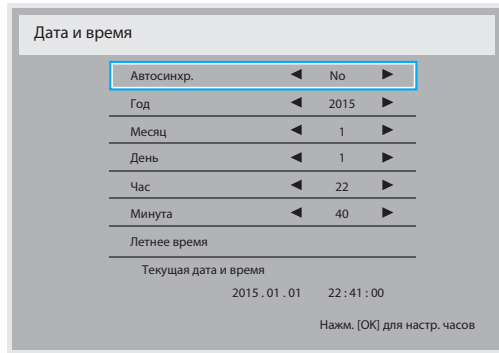 Дата и время
Автосинхр. ◀ No ▶
Год ◀ 2015 ▶
Месяц ◀ 1 ▶
День ◀ 1 ▶
Час ◀ 22 ▶
Минута ◀ 40 ▶
Летнее время
Текущая дата и время
2015 . 01 . 01 22 : 41 : 00
Нажм. [OK] для настр. часов